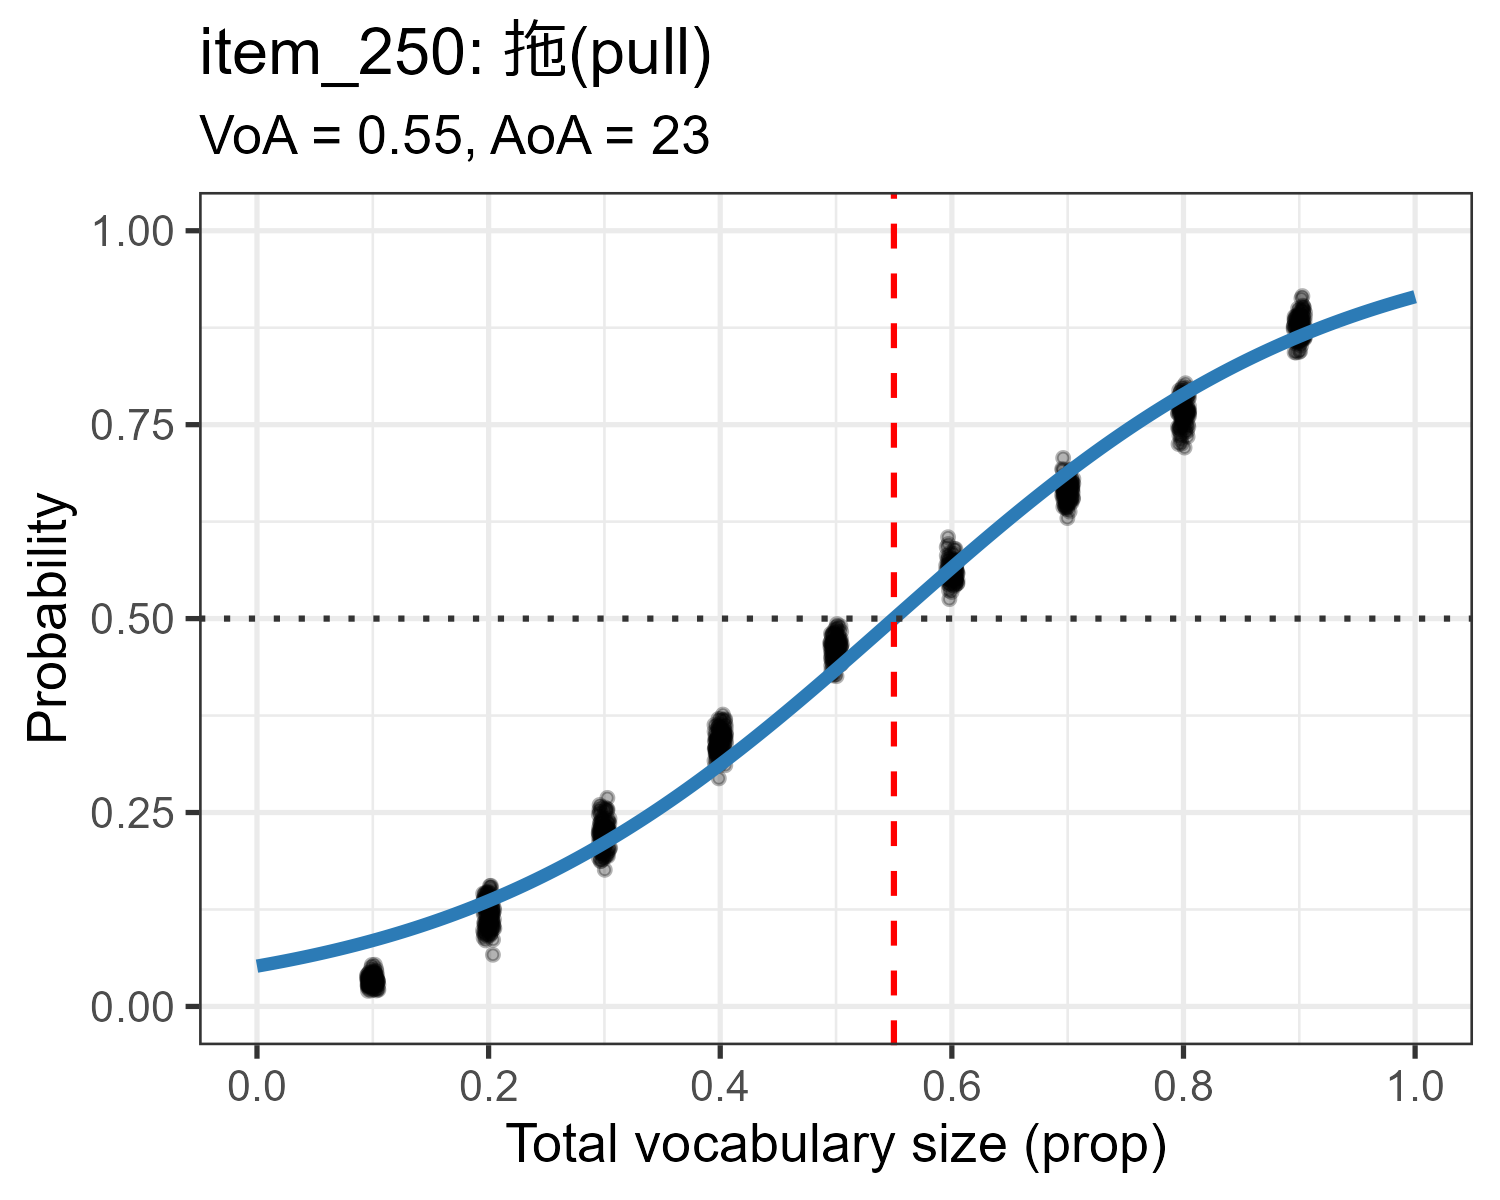 item_250: 拖(pull)
VoA = 0.55, AoA = 23
1.00
0.75
0.50
0.25
0.00
Probability
0.0 0.2 0.4 0.6 0.8 1.0
Total vocabulary size (prop)